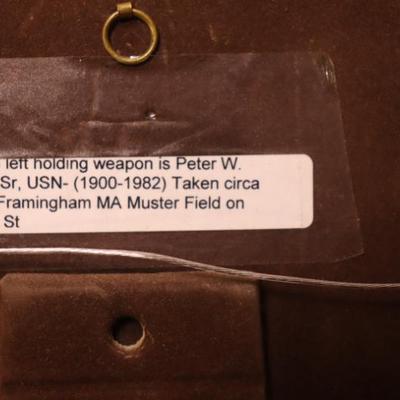 left holding weapon is Peter W.
Sr, USN- (1900-1982) Taken circa
Framingham MA Muster Field on
St